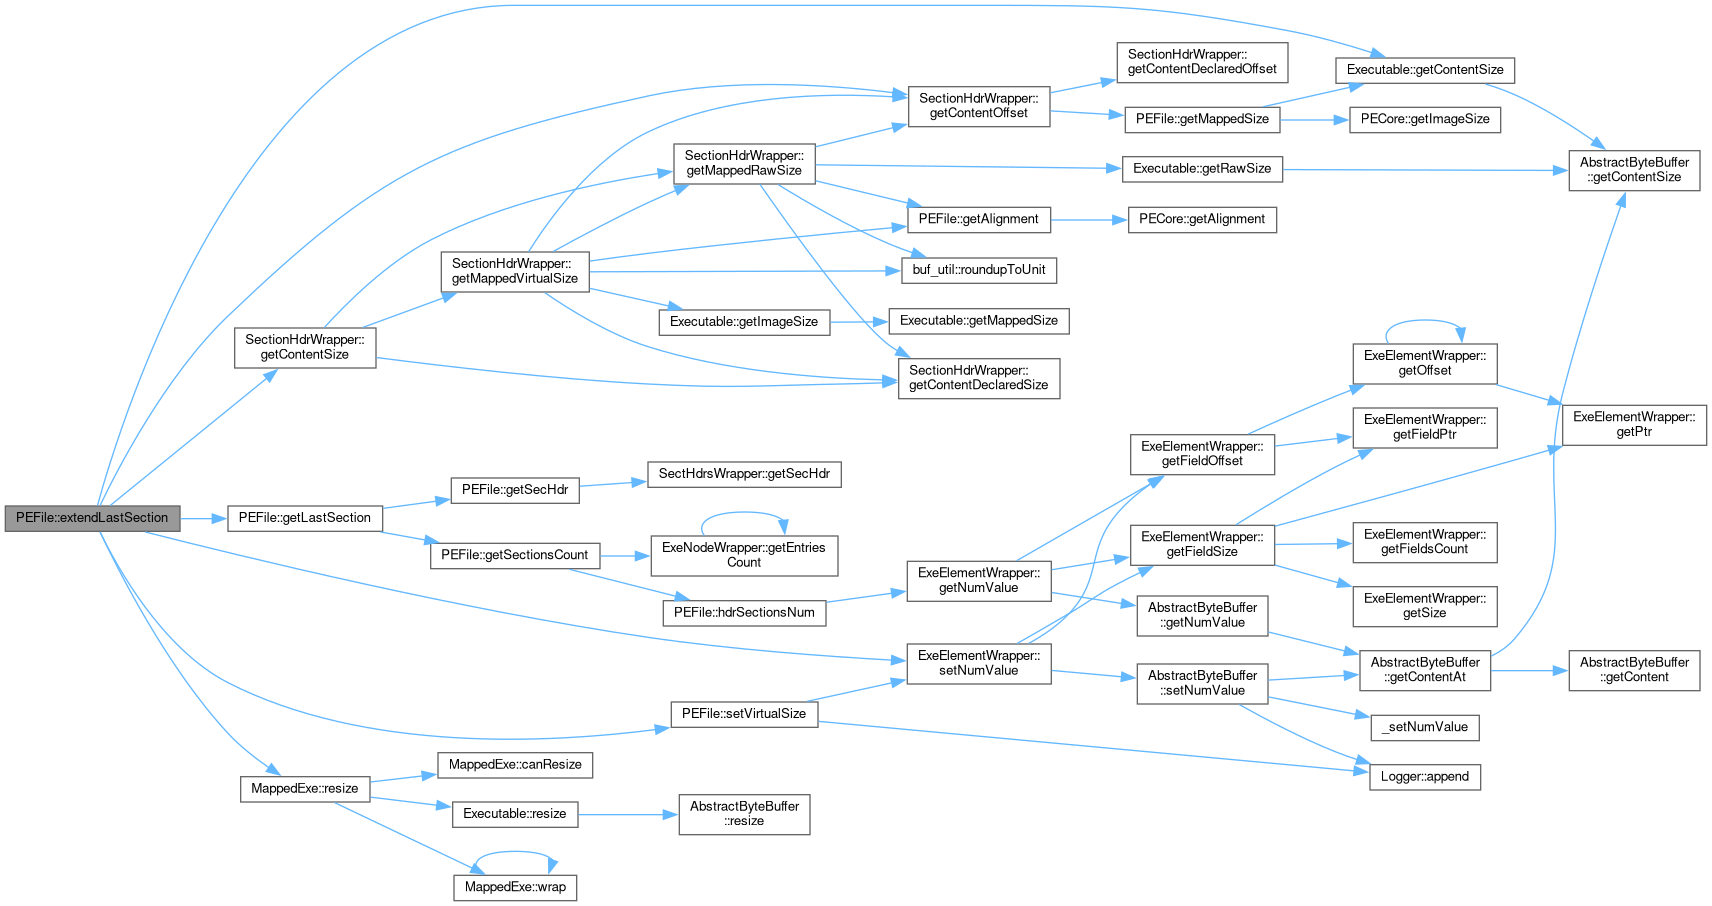 PEFile::extendLastSection
SectionHdrWrapper::
getContentSize
PEFile::getLastSection
MappedExe::resize
SectionHdrWrapper::
getMappedVirtualSize
PEFile::getSecHdr
PEFile::getSectionsCount
MappedExe::canResize
Executable::resize
MappedExe::wrap
SectionHdrWrapper::
getMappedRawSize
Executable::getImageSize
SectHdrsWrapper::getSecHdr
ExeNodeWrapper::getEntries
Count
PEFile::hdrSectionsNum
PEFile::setVirtualSize
AbstractByteBuffer
::resize
SectionHdrWrapper::
getContentOffset
PEFile::getAlignment
buf_util::roundupToUnit
Executable::getMappedSize
SectionHdrWrapper::
getContentDeclaredSize
ExeElementWrapper::
getNumValue
ExeElementWrapper::
setNumValue
SectionHdrWrapper::
getContentDeclaredOffset
PEFile::getMappedSize
Executable::getRawSize
PECore::getAlignment
ExeElementWrapper::
getFieldOffset
ExeElementWrapper::
getFieldSize
AbstractByteBuffer
::getNumValue
AbstractByteBuffer
::setNumValue
Executable::getContentSize
PECore::getImageSize
ExeElementWrapper::
getOffset
ExeElementWrapper::
getFieldPtr
ExeElementWrapper::
getFieldsCount
ExeElementWrapper::
getSize
AbstractByteBuffer
::getContentAt
_setNumValue
Logger::append
AbstractByteBuffer
::getContentSize
ExeElementWrapper::
getPtr
AbstractByteBuffer
::getContent